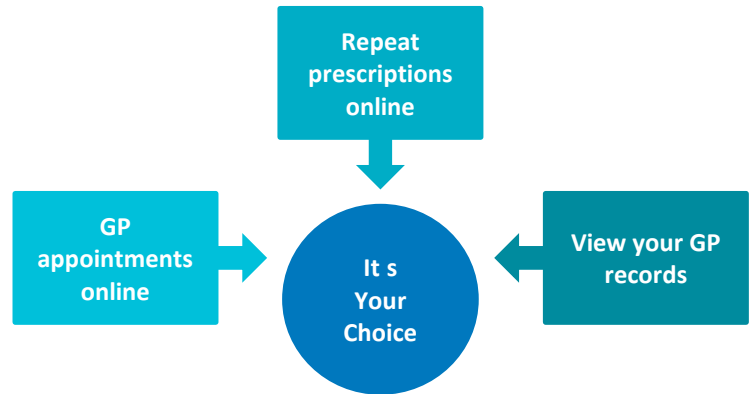 Repeat
prescriptions
online
GP
appointments
online
It s
Your
Choice
View your GP
records